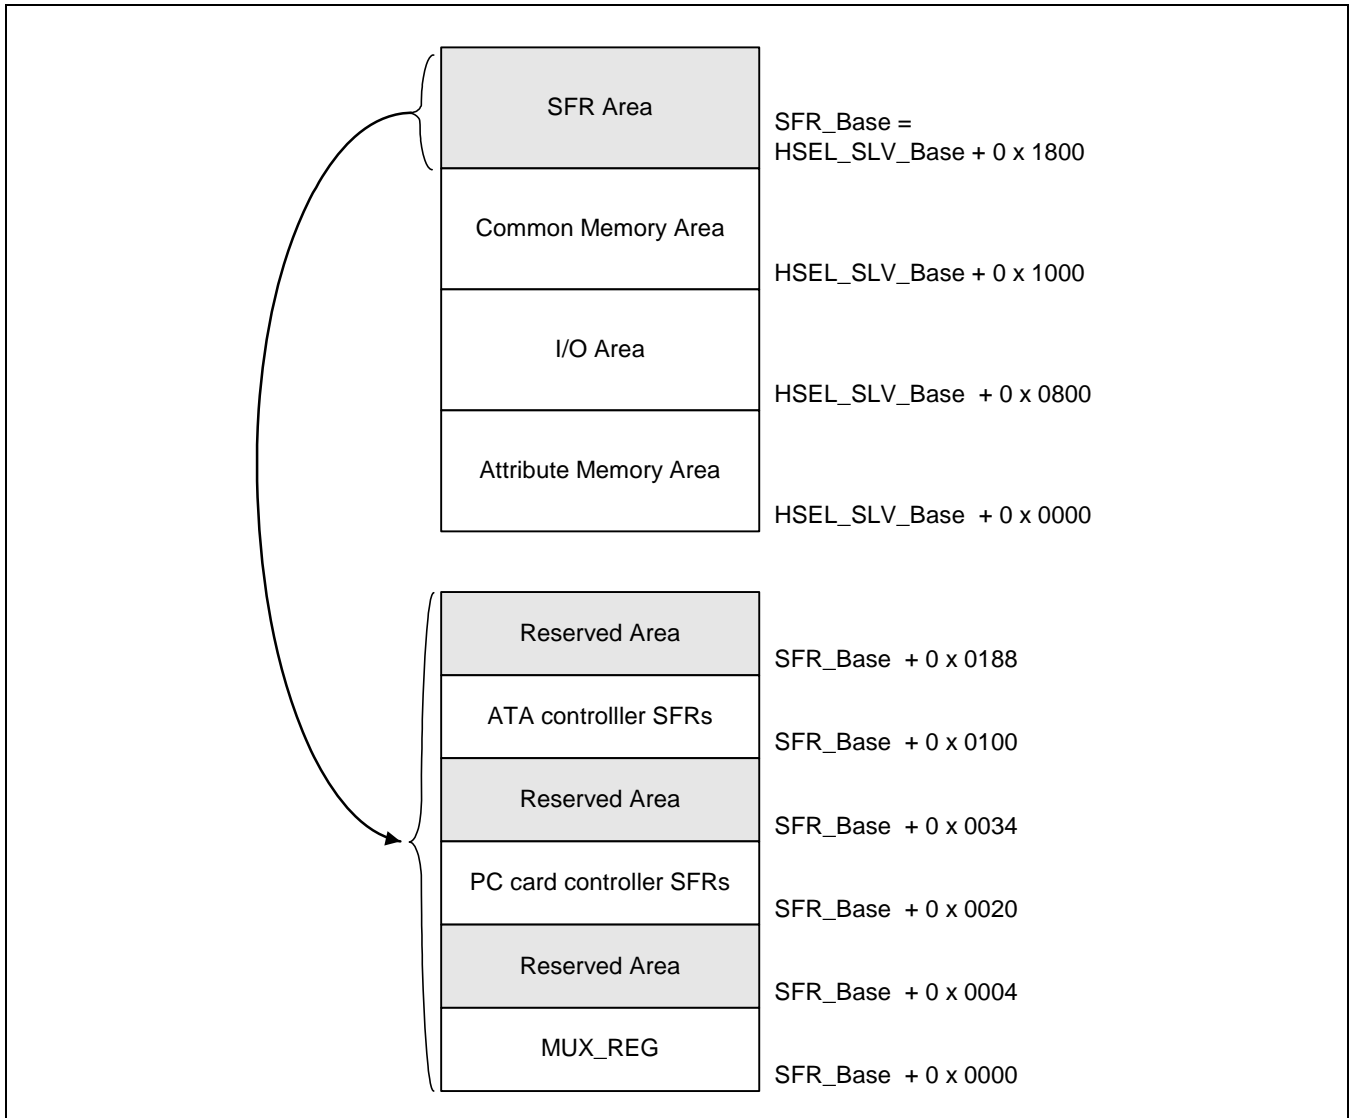 SFR Area
SFR_Base =
HSEL_SLV_Base + 0 x 1800
Common Memory Area
HSEL_SLV_Base + 0 x 1000
I/O Area
HSEL_SLV_Base + 0 x 0800
Attribute Memory Area
HSEL_SLV_Base + 0 x 0000
Reserved Area
SFR_Base + 0 x 0188
ATA controlller SFRs
SFR_Base + 0 x 0100
Reserved Area
SFR_Base + 0 x 0034
PC card controller SFRs
SFR_Base + 0 x 0020
Reserved Area
SFR_Base + 0 x 0004
MUX_REG
SFR_Base + 0 x 0000